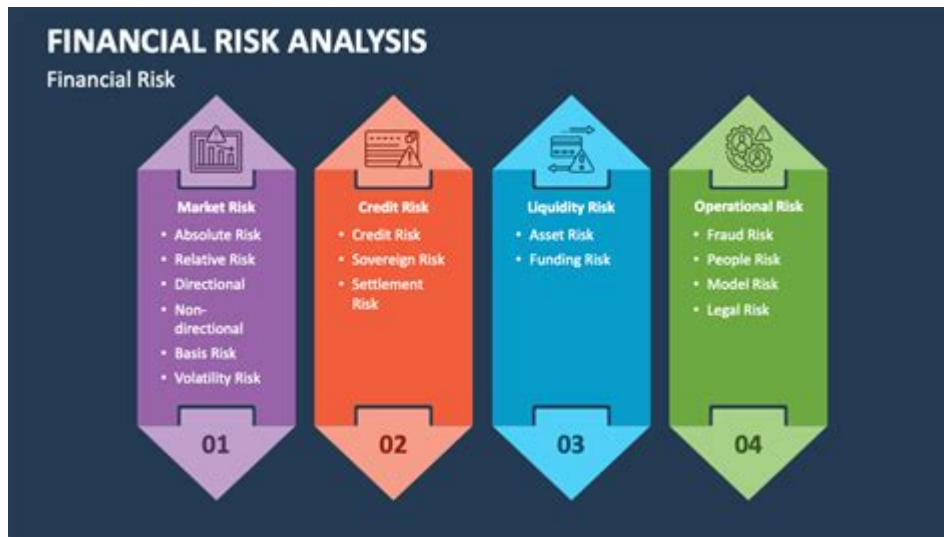 FINANCIAL RISK ANALYSIS
Financial Risk
Market Risk
• Absolute Risk
• Relative Risk
• Directional
• Non-
directional
• Basis Risk
• Volatility Risk
01
Credit Risk
• Credit Risk
• Sovereign Risk
• Settlement
Risk
02
Liquidity Risk
• Asset Risk
• Funding Risk
03
Operational Risk
• Fraud Risk
• People Risk
• Model Risk
• Legal Risk
04